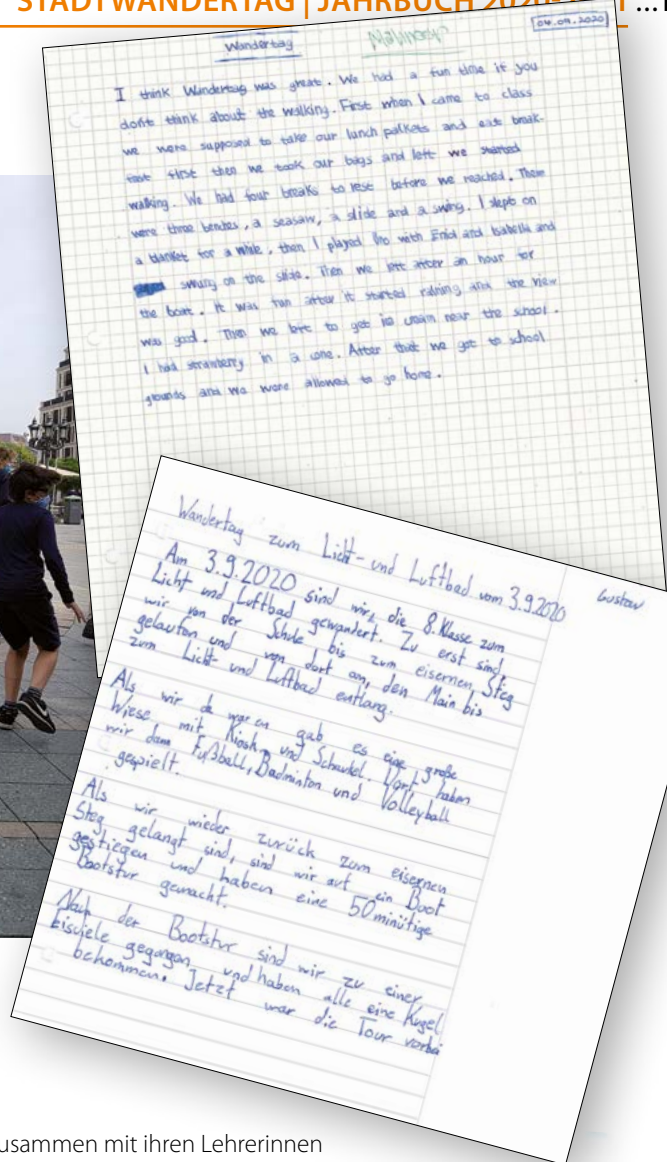 STADTWANDERTAG | JAHRBUCH 2020-
Wandertag
[04.09.2020]
I think Wandertag was great. We had a fun time if you
don't think about the walking. First when I came to class
we were supposed to take our lunch and eat break-
fast first then we took our bags and left we started
walking. We had four breaks to rest before we reached. There
were three benches, a seasaw, a slide and a swing. I slept on
a blanket for a while, then I played Uno with Enid and Isabella and
swung on the slide. Then we left after an hour for
the boat. It was fun after it started raining and the view
was good. Then we left to get ice cream near the school.
I had strawberry in a cone. After that we got to school
grounds and we were allowed to go home.
Wandertag zum Licht- und Luftbad vom 3.9.2020
Gustav
Am 3.9.2020 sind wir, die 8. Klasse zum
Licht und Luftbad gewandert. Zu erst sind
wir von der Schule bis zum eisernen Steg
gelaufen und von dort an, den Main bis
zum Licht- und Luftbad entlang.
Als wir da waren gab es eine große
Wiese mit Kiosk und Schaukel. Dort haben
wir dann Fußball, Badminton und Volleyball
gespielt.
Als wir wieder zurück zum eisernen
Steg gelangt sind, sind wir auf ein Boot
gestiegen und haben eine 50minütige
Bootstur gemacht.
Nach der Bootstur sind wir zu einer
Eisdiele gegangen und haben alle eine Kugel
bekommen. Jetzt war die Tour vorbei
usammen mit ihren Lehrerinnen